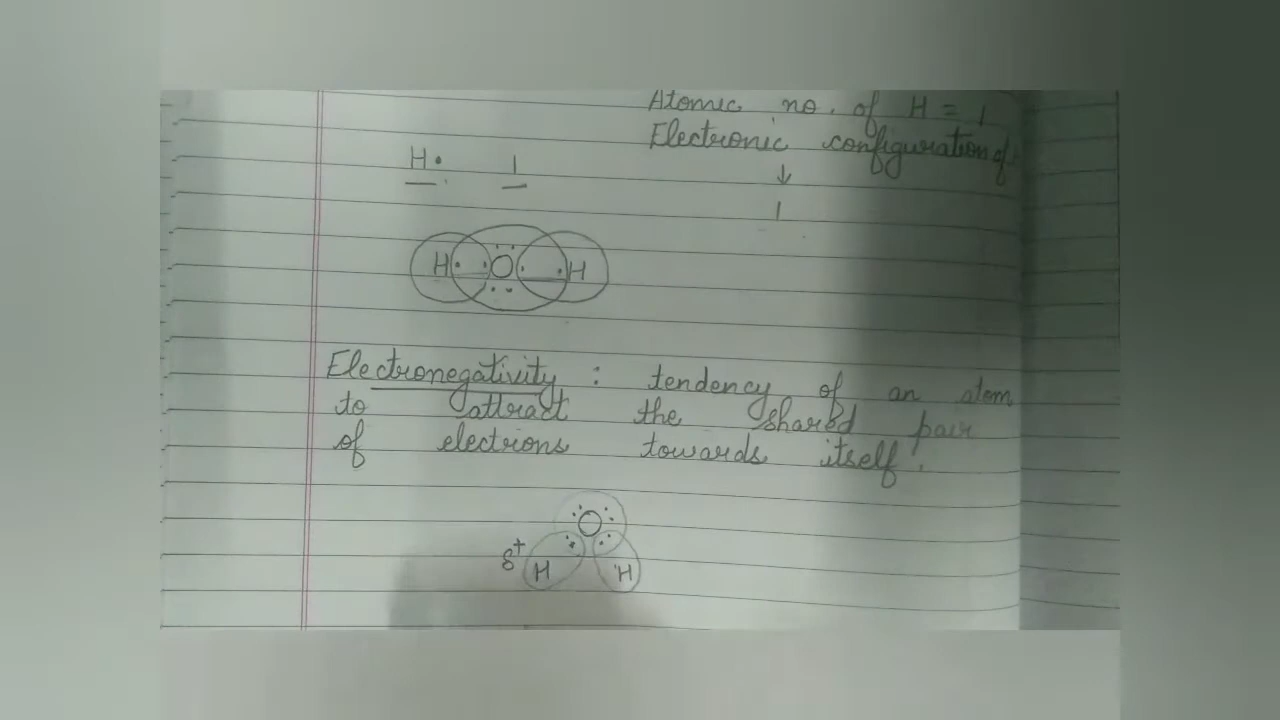 Atomic no. of H = 1
Electronic configuration of
H• 1
↓
1
H O H
Electronegativity : tendency of an atom
to attract the shared pair
of electrons towards itself.
O
δ+ H H